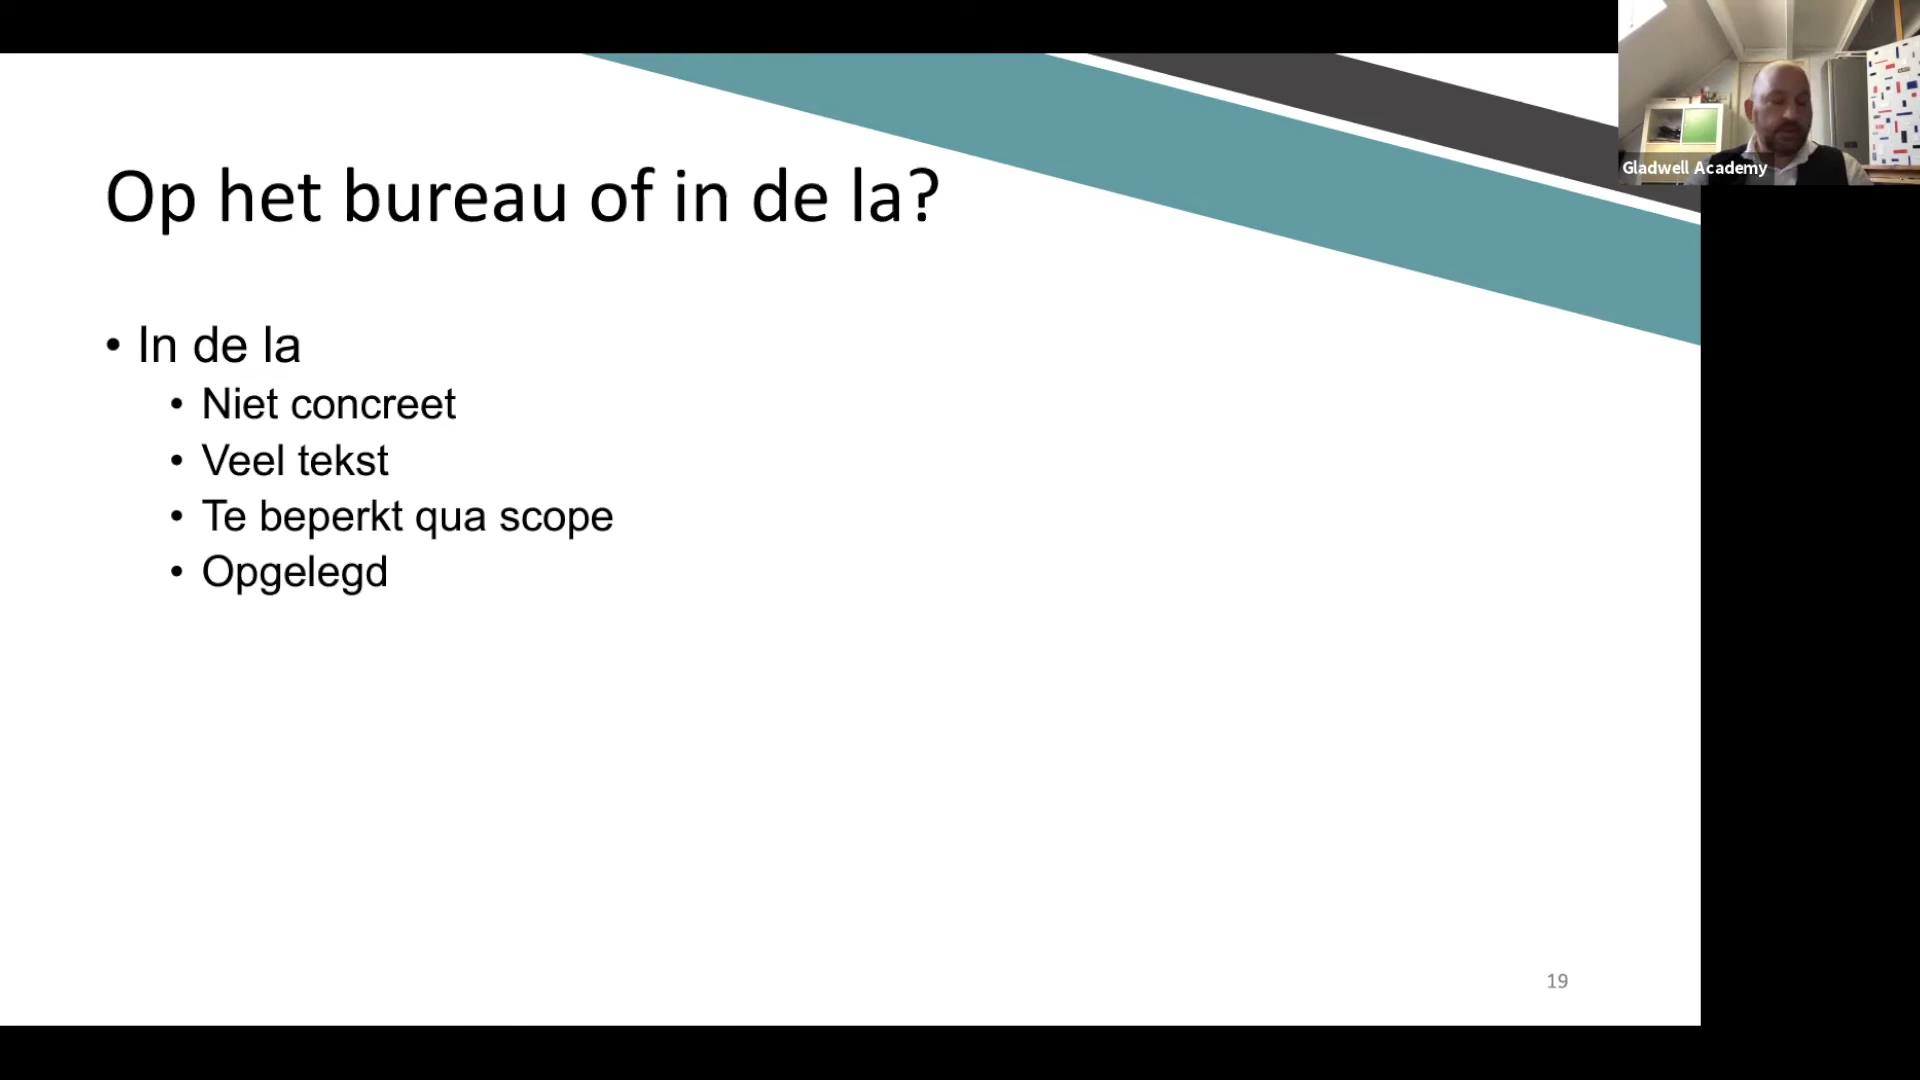 Gladwell Academy
Op het bureau of in de la?
• In de la
• Niet concreet
• Veel tekst
• Te beperkt qua scope
• Opgelegd
19